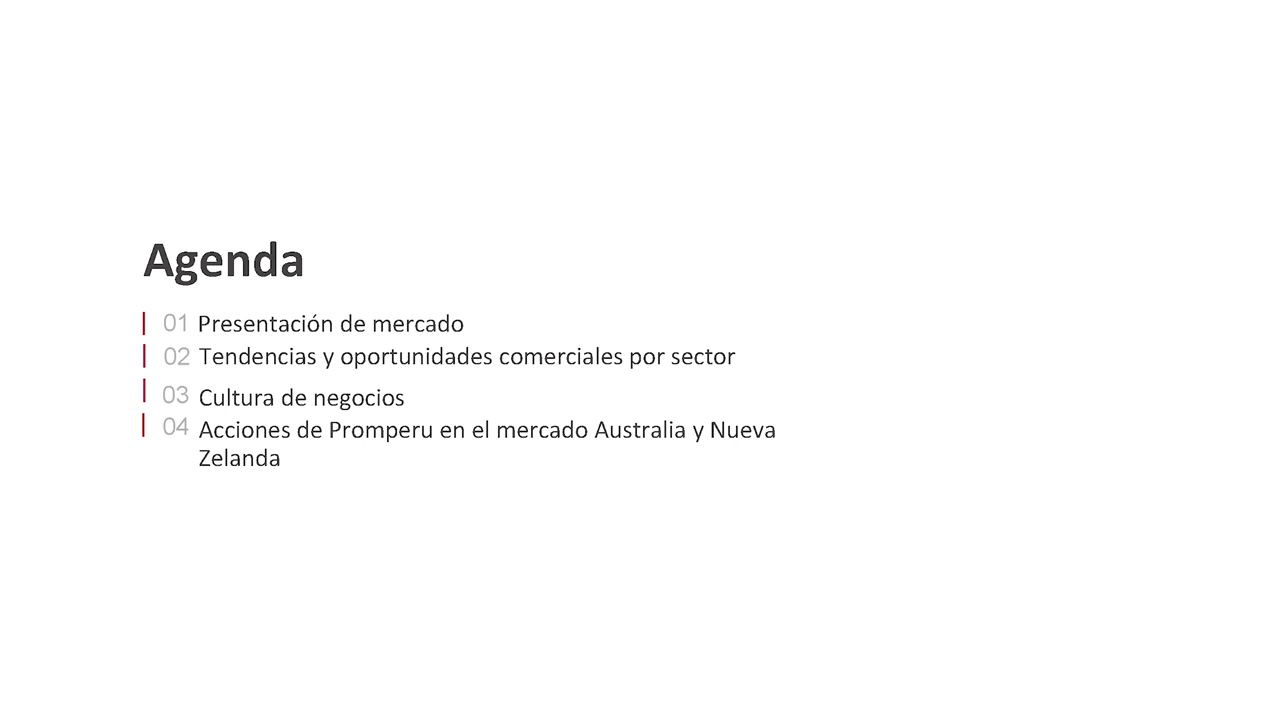 Agenda
01 Presentación de mercado
02 Tendencias y oportunidades comerciales por sector
03 Cultura de negocios
04 Acciones de Promperu en el mercado Australia y Nueva
Zelanda